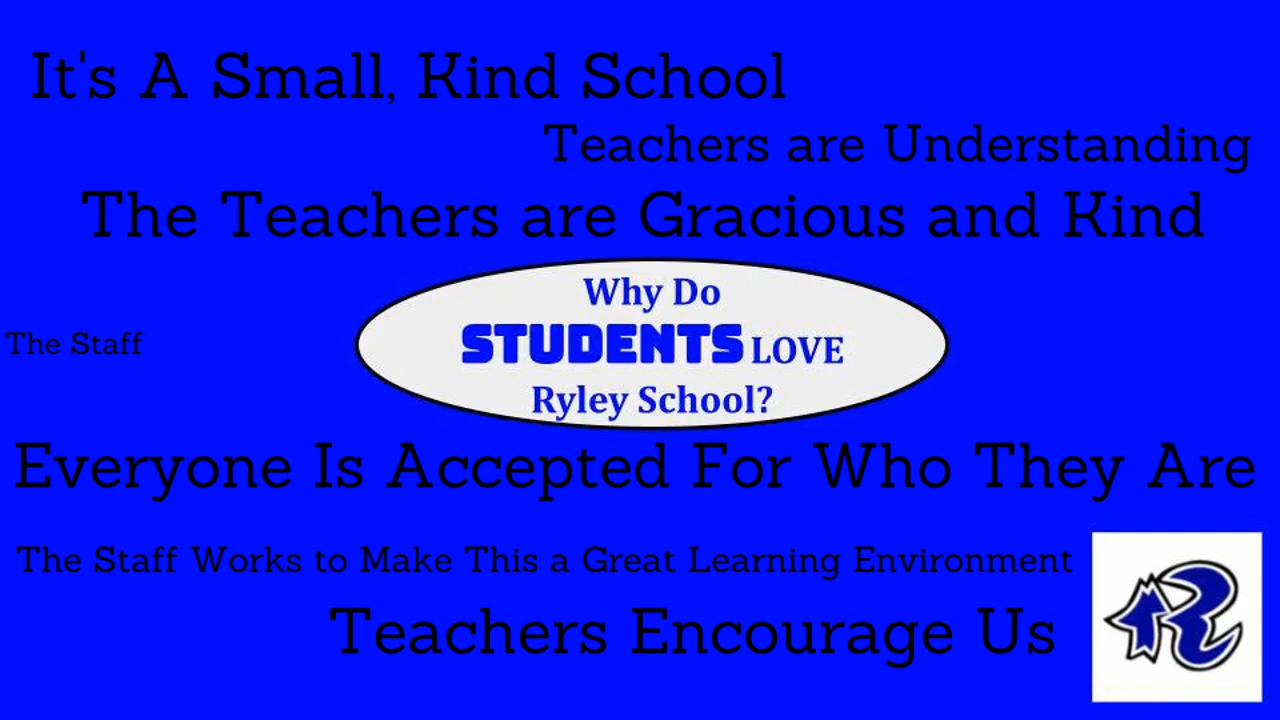 It's A Small, Kind School
Teachers are Understanding
The Teachers are Gracious and Kind
Why Do
STUDENTS LOVE
Ryley School?
The Staff
Everyone Is Accepted For Who They Are
The Staff Works to Make This a Great Learning Environment
Teachers Encourage Us
R